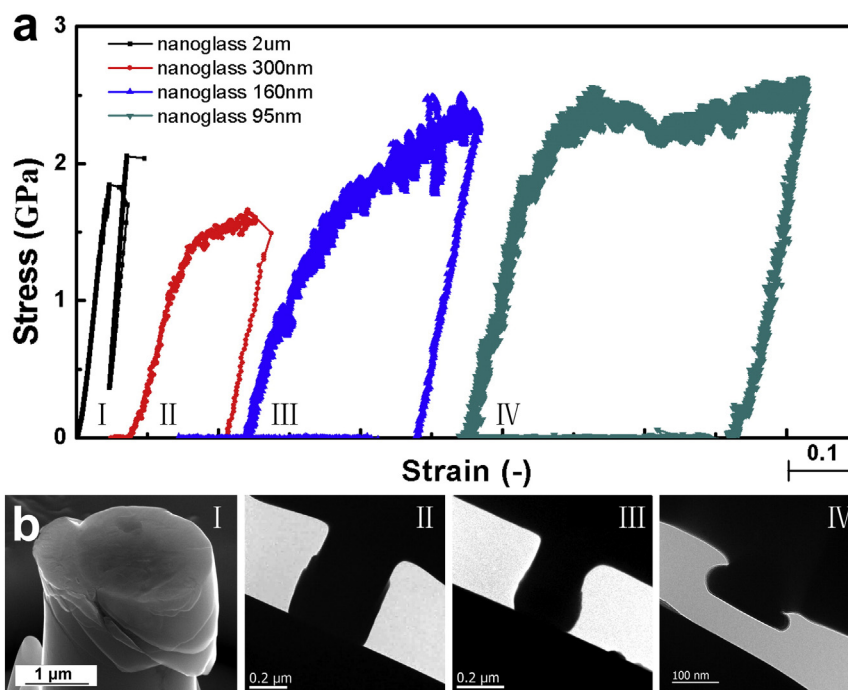 a
3
2
1
0
Stress (GPa)
nanoglass 2um
nanoglass 300nm
nanoglass 160nm
nanoglass 95nm
I
II
III
IV
Strain (-)
0.1
b
I
II
III
IV
1 μm
0.2 μm
0.2 μm
100 nm